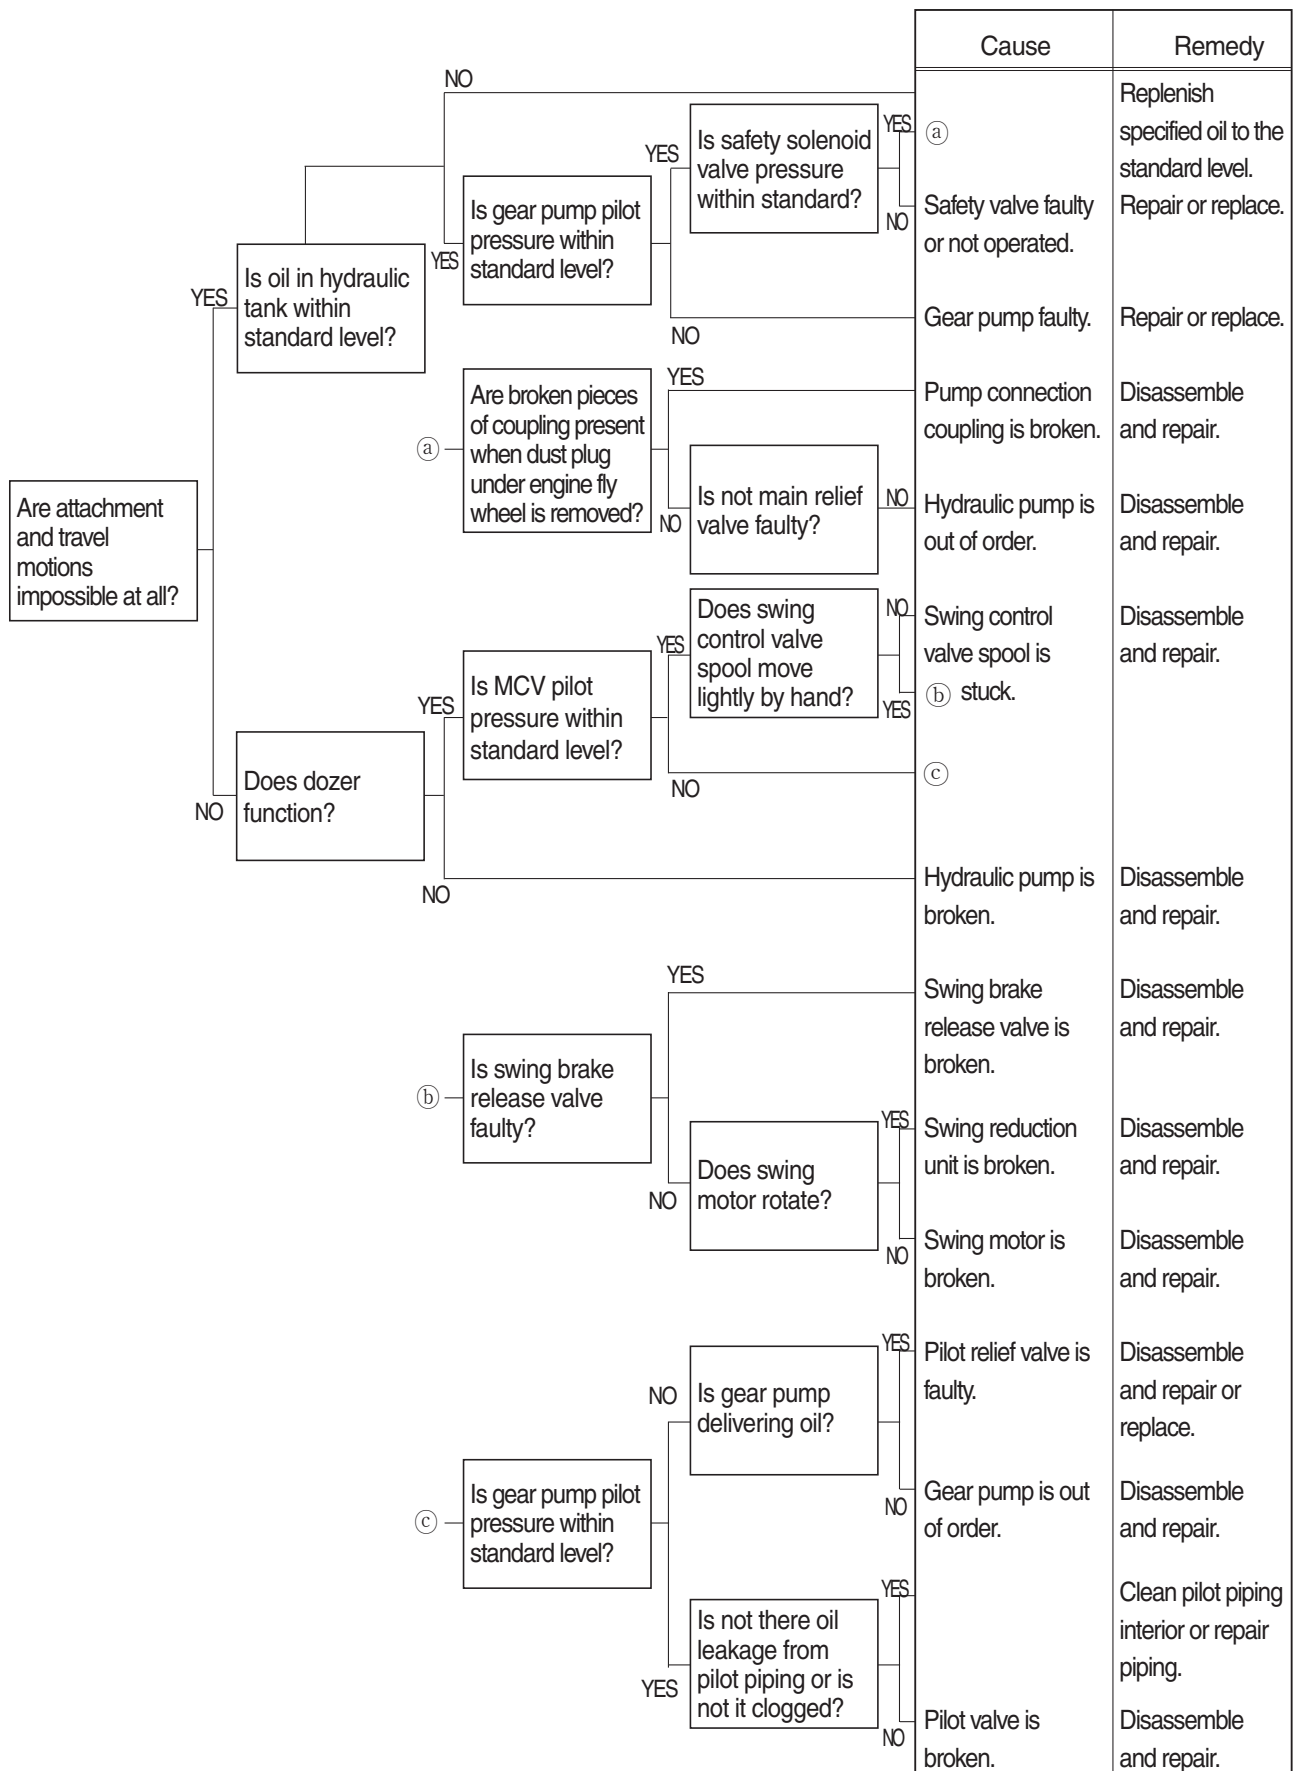 Cause
Remedy
NO
Replenish
specified oil to the
standard level.
Is safety solenoid
valve pressure
within standard?
YES
ⓐ
NO
Safety valve faulty
or not operated.
Repair or replace.
YES
Is gear pump pilot
pressure within
standard level?
YES
NO
Gear pump faulty.
Repair or replace.
Is oil in hydraulic
tank within
standard level?
YES
ⓐ
Are broken pieces
of coupling present
when dust plug
under engine fly
wheel is removed?
YES
Pump connection
coupling is broken.
Disassemble
and repair.
NO
Is not main relief
valve faulty?
NO
Hydraulic pump is
out of order.
Disassemble
and repair.
Are attachment
and travel
motions
impossible at all?
Does swing
control valve
spool move
lightly by hand?
NO
Swing control
valve spool is
ⓑ stuck.
Disassemble
and repair.
YES
YES
Is MCV pilot
pressure within
standard level?
YES
NO
ⓒ
NO
Does dozer
function?
NO
Hydraulic pump is
broken.
Disassemble
and repair.
YES
Swing brake
release valve is
broken.
Disassemble
and repair.
ⓑ
Is swing brake
release valve
faulty?
NO
Does swing
motor rotate?
YES
Swing reduction
unit is broken.
Disassemble
and repair.
NO
Swing motor is
broken.
Disassemble
and repair.
NO
Is gear pump
delivering oil?
YES
Pilot relief valve is
faulty.
Disassemble
and repair or
replace.
NO
Gear pump is out
of order.
Disassemble
and repair.
ⓒ
Is gear pump pilot
pressure within
standard level?
YES
Is not there oil
leakage from
pilot piping or is
not it clogged?
YES
Clean pilot piping
interior or repair
piping.
NO
Pilot valve is
broken.
Disassemble
and repair.